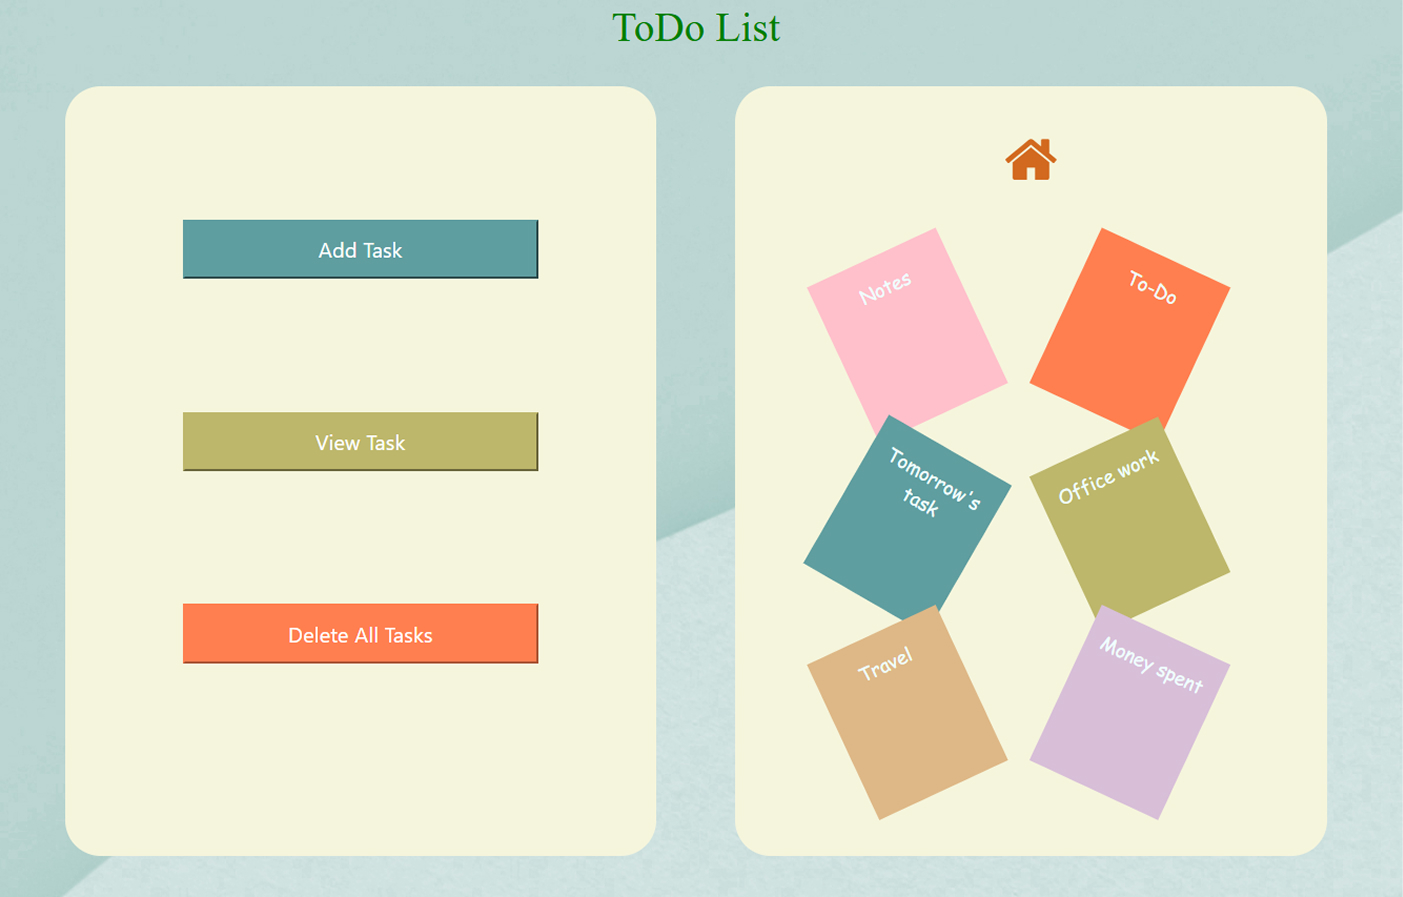 ToDo List
Add Task
View Task
Delete All Tasks
Notes
To-Do
Tomorrow's
task
Office work
Travel
Money spent